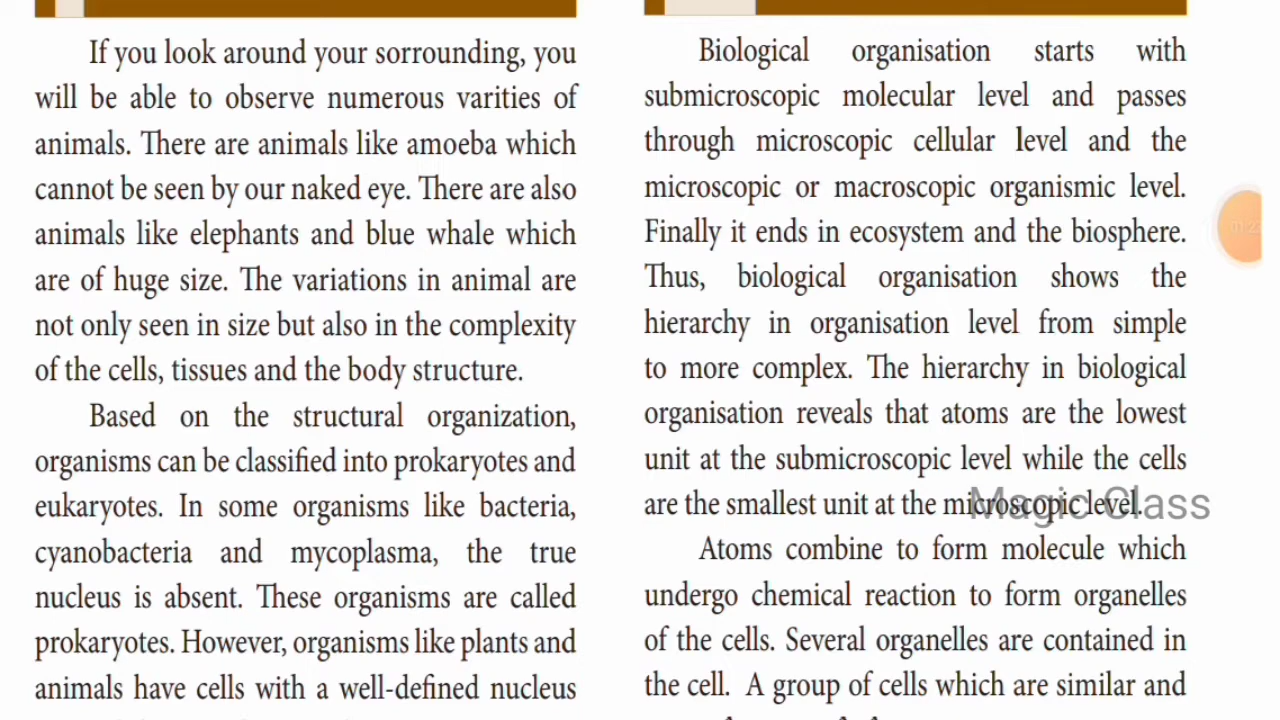 If you look around your sorrounding, you
will be able to observe numerous varities of
animals. There are animals like amoeba which
cannot be seen by our naked eye. There are also
animals like elephants and blue whale which
are of huge size. The variations in animal are
not only seen in size but also in the complexity
of the cells, tissues and the body structure.
Based on the structural organization,
organisms can be classified into prokaryotes and
eukaryotes. In some organisms like bacteria,
cyanobacteria and mycoplasma, the true
nucleus is absent. These organisms are called
prokaryotes. However, organisms like plants and
animals have cells with a well-defined nucleus
Biological organisation starts with
submicroscopic molecular level and passes
through microscopic cellular level and the
microscopic or macroscopic organismic level.
Finally it ends in ecosystem and the biosphere.
Thus, biological organisation shows the
hierarchy in organisation level from simple
to more complex. The hierarchy in biological
organisation reveals that atoms are the lowest
unit at the submicroscopic level while the cells
are the smallest unit at the microscopic level.
Magic Class
Atoms combine to form molecule which
undergo chemical reaction to form organelles
of the cells. Several organelles are contained in
the cell. A group of cells which are similar and